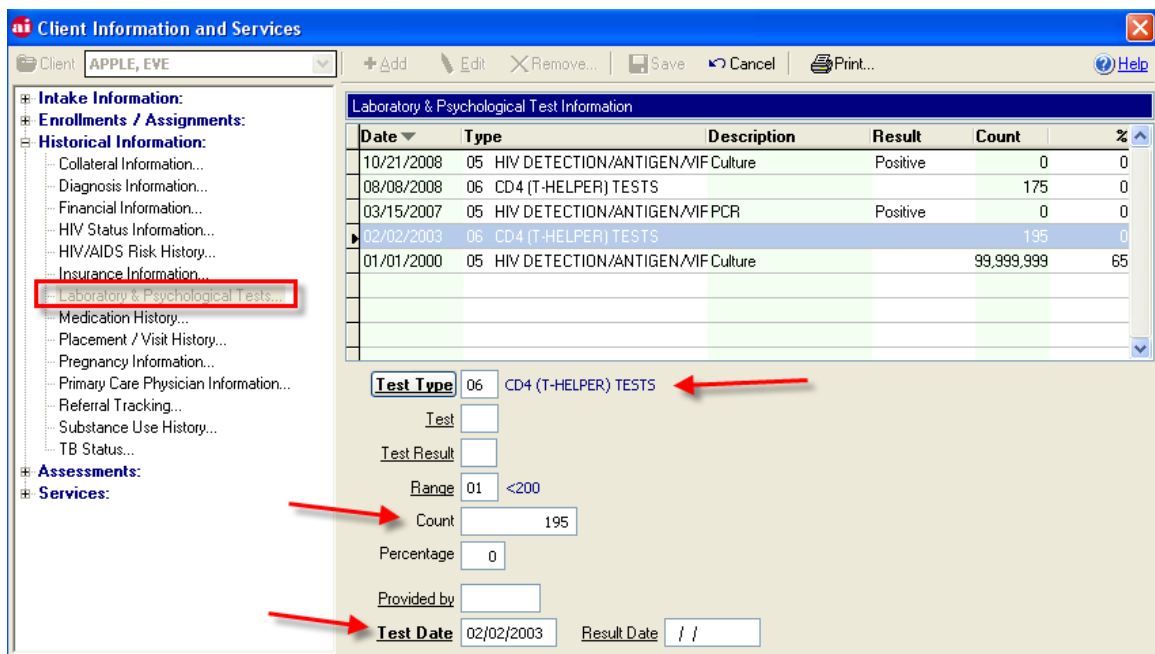 ai Client Information and Services
Client APPLE, EVE Add Edit Remove... Save Cancel Print... Help
Intake Information:
Enrollments / Assignments:
Historical Information:
Collateral Information...
Diagnosis Information...
Financial Information...
HIV Status Information...
HIV/AIDS Risk History...
Insurance Information...
Laboratory & Psychological Tests...
Medication History...
Placement / Visit History...
Pregnancy Information...
Primary Care Physician Information...
Referral Tracking...
Substance Use History...
TB Status...
Assessments:
Services:
Laboratory & Psychological Test Information
Date Type Description Result Count %
10/21/2008 05 HIV DETECTION/ANTIGEN/VIF Culture Positive 0 0
08/08/2008 06 CD4 (T-HELPER) TESTS 175 0
03/15/2007 05 HIV DETECTION/ANTIGEN/VIF PCR Positive 0 0
02/02/2003 06 CD4 (T-HELPER) TESTS 195 0
01/01/2000 05 HIV DETECTION/ANTIGEN/VIF Culture 99,999,999 65
Test Type 06 CD4 (T-HELPER) TESTS
Test
Test Result
Range 01 <200
Count 195
Percentage 0
Provided by
Test Date 02/02/2003 Result Date / /